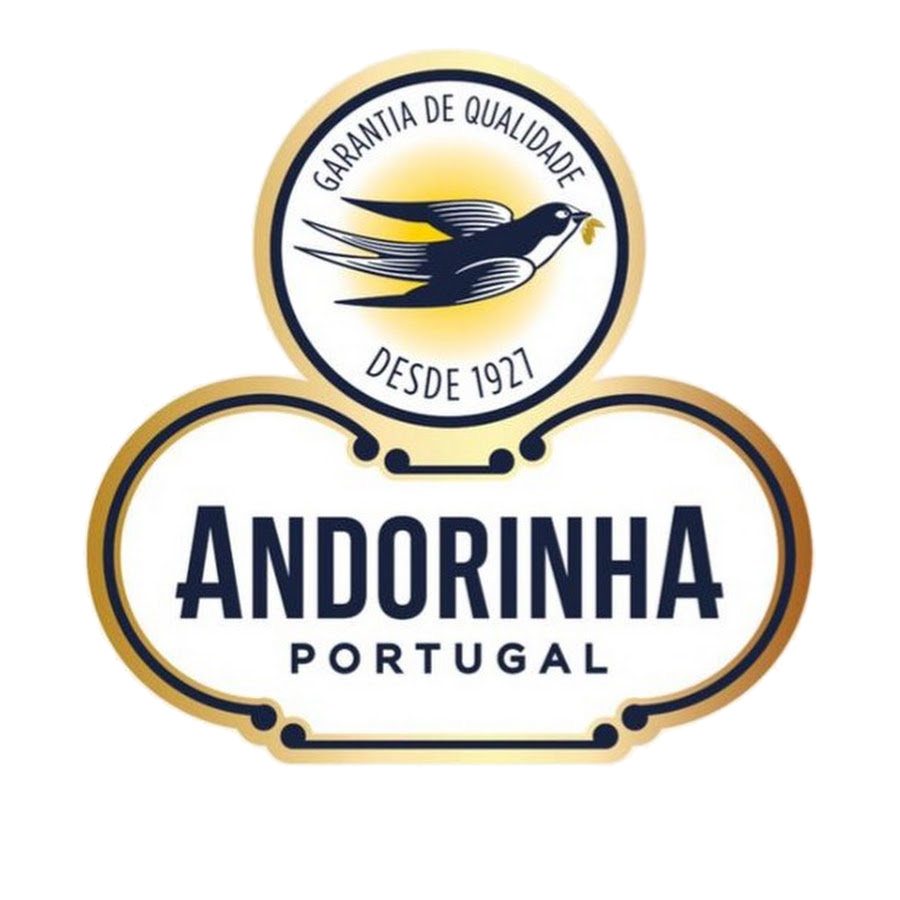 GARANTIA DE QUALIDADE
DESDE 1927
ANDORINHA
PORTUGAL